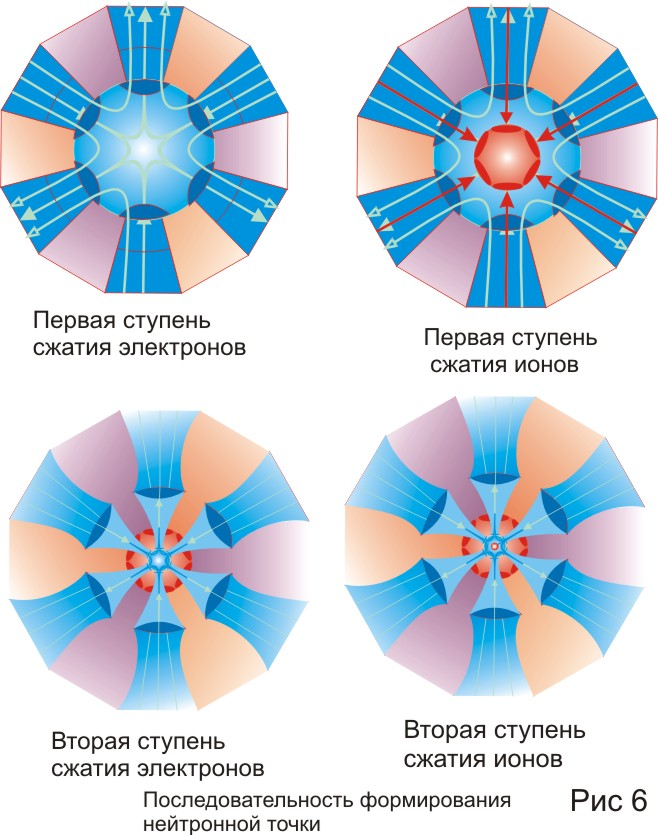 Первая ступень
сжатия электронов
Первая ступень
сжатия ионов
Вторая ступень
сжатия электронов
Вторая ступень
сжатия ионов
Последовательность формирования
нейтронной точки
Рис 6